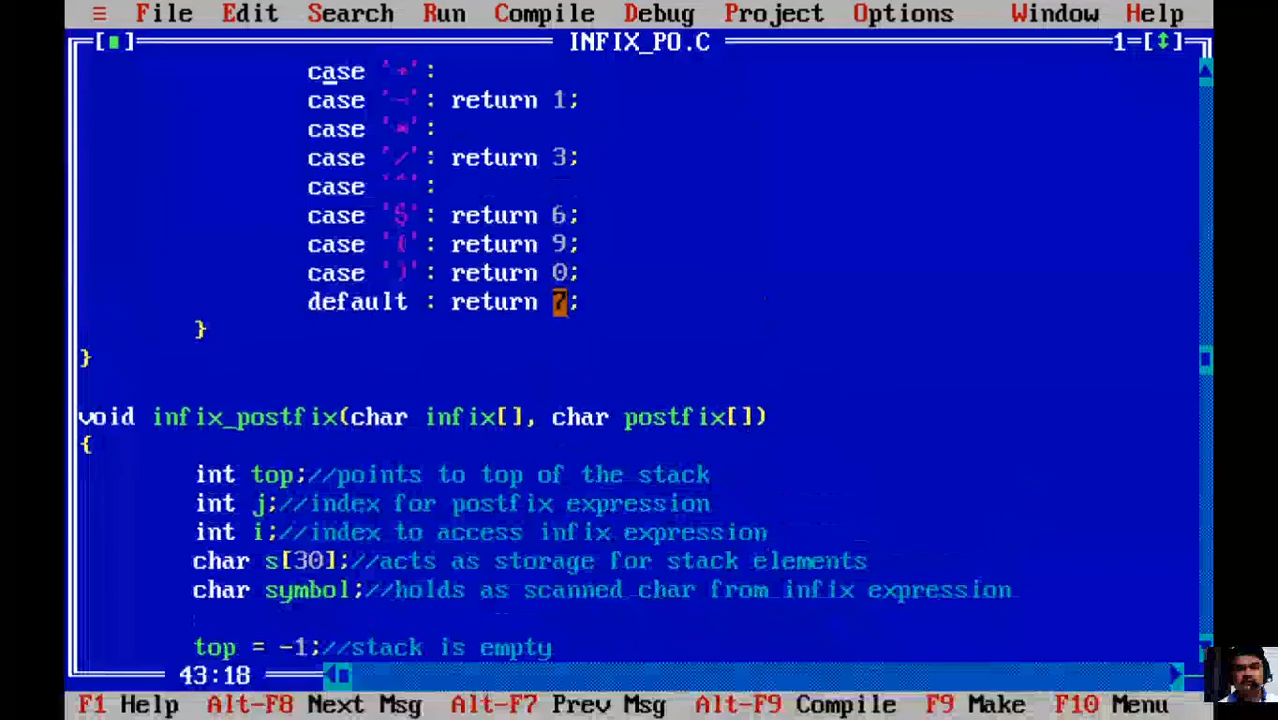 ≡ File Edit Search Run Compile Debug Project Options Window Help
[■] INFIX_PO.C 1=[↕]
case '+':
case '-': return 1;
case '*':
case '/': return 3;
case '^':
case '$': return 6;
case '(': return 9;
case ')': return 0;
default : return 7;
}
}
void infix_postfix(char infix[], char postfix[])
{
int top;//points to top of the stack
int j;//index for postfix expression
int i;//index to access infix expression
char s[30];//acts as storage for stack elements
char symbol;//holds as scanned char from infix expression
top = -1;//stack is empty
43:18
F1 Help Alt-F8 Next Msg Alt-F7 Prev Msg Alt-F9 Compile F9 Make F10 Menu